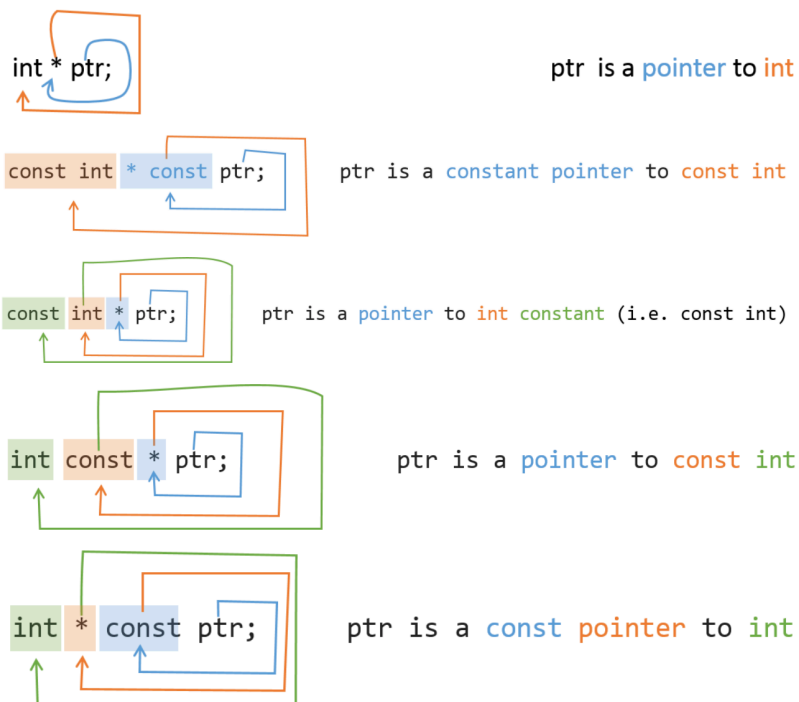 int * ptr; ptr is a pointer to int
const int * const ptr; ptr is a constant pointer to const int
const int * ptr; ptr is a pointer to int constant (i.e. const int)
int const * ptr; ptr is a pointer to const int
int * const ptr; ptr is a const pointer to int